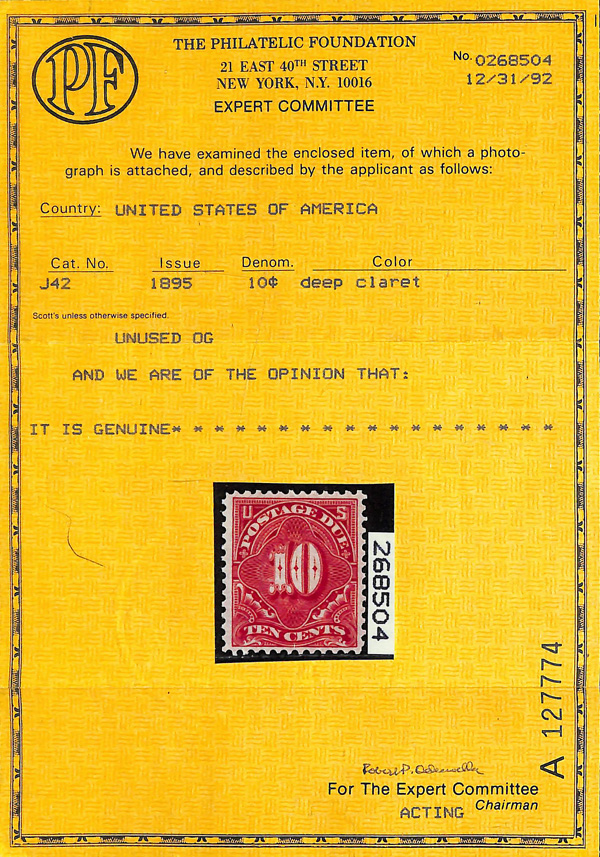 PF
THE PHILATELIC FOUNDATION
21 EAST 40TH STREET
NEW YORK, N.Y. 10016
EXPERT COMMITTEE
No. 0268504
12/31/92
We have examined the enclosed item, of which a photo-
graph is attached, and described by the applicant as follows:
Country: UNITED STATES OF AMERICA
Cat. No. Issue Denom. Color
J42 1895 10¢ deep claret
Scott's unless otherwise specified.
UNUSED OG
AND WE ARE OF THE OPINION THAT:
IT IS GENUINE* * * * * * * * * * * * * * * * * *
U S
POSTAGE DUE
10
TEN CENTS
268504
A 127774
Robert P.
For The Expert Committee
ACTING Chairman